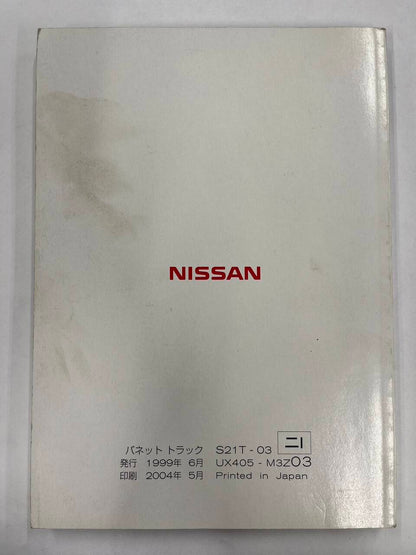 NISSAN
バネット トラック S21T - 03 ニI
発行 1999年 6月 UX405 - M3Z03
印刷 2004年 5月 Printed in Japan